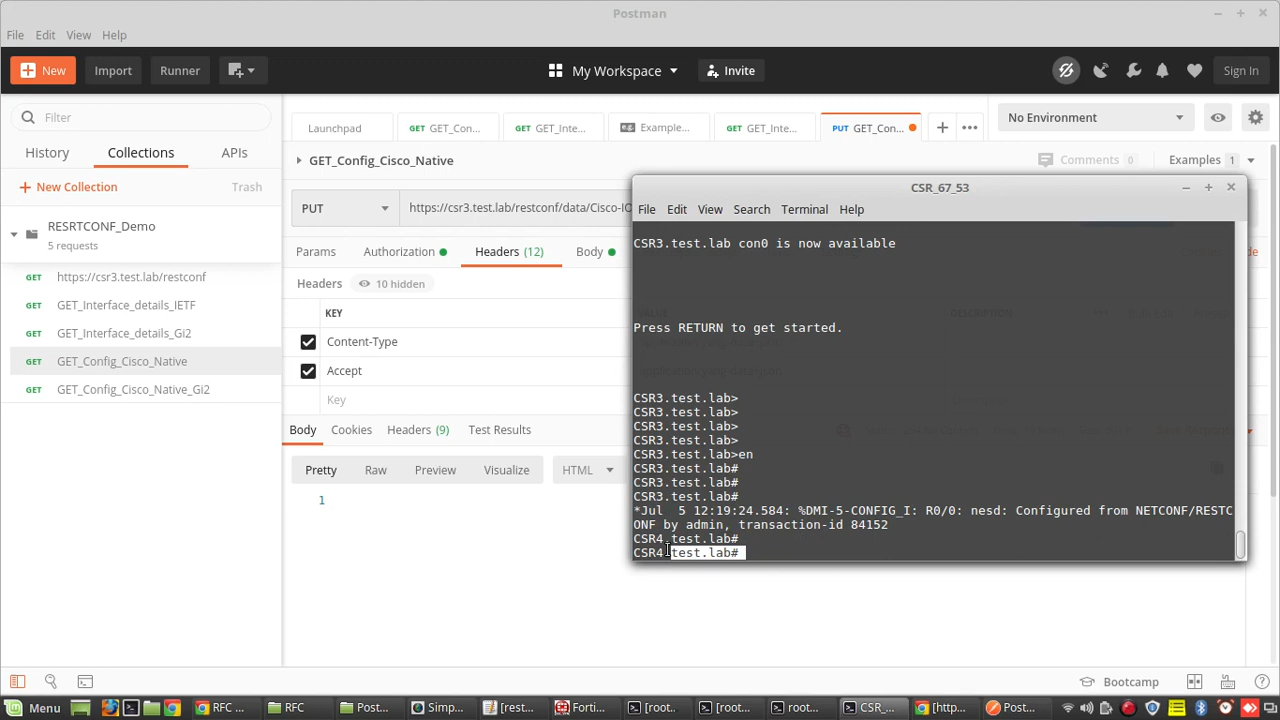 Postman
File Edit View Help
New Import Runner My Workspace Invite Sign In
Filter
History Collections APIs
+ New Collection Trash
RESRTCONF_Demo
5 requests
GET https://csr3.test.lab/restconf
GET GET_Interface_details_IETF
GET GET_Interface_details_Gi2
GET GET_Config_Cisco_Native
GET GET_Config_Cisco_Native_Gi2
Launchpad GET GET_Con... GET GET_Inte... Example... GET GET_Inte... PUT GET_Con...
No Environment
GET_Config_Cisco_Native
Comments 0 Examples 1
PUT https://csr3.test.lab/restconf/data/Cisco-IO
Params Authorization Headers (12) Body
Headers 10 hidden
KEY
Content-Type
Accept
Key
Body Cookies Headers (9) Test Results
Pretty Raw Preview Visualize HTML
1
CSR_67_53
File Edit View Search Terminal Help
CSR3.test.lab con0 is now available
Press RETURN to get started.
CSR3.test.lab>
CSR3.test.lab>
CSR3.test.lab>
CSR3.test.lab>
CSR3.test.lab>en
CSR3.test.lab#
CSR3.test.lab#
CSR3.test.lab#
*Jul  5 12:19:24.584: %DMI-5-CONFIG_I: R0/0: nesd: Configured from NETCONF/RESTC
ONF by admin, transaction-id 84152
CSR4.test.lab#
CSR4.test.lab#
Bootcamp
Menu RFC ... RFC Post... Simp... [rest... Forti... [root... [root... root... CSR_... [http... Post... 12:19